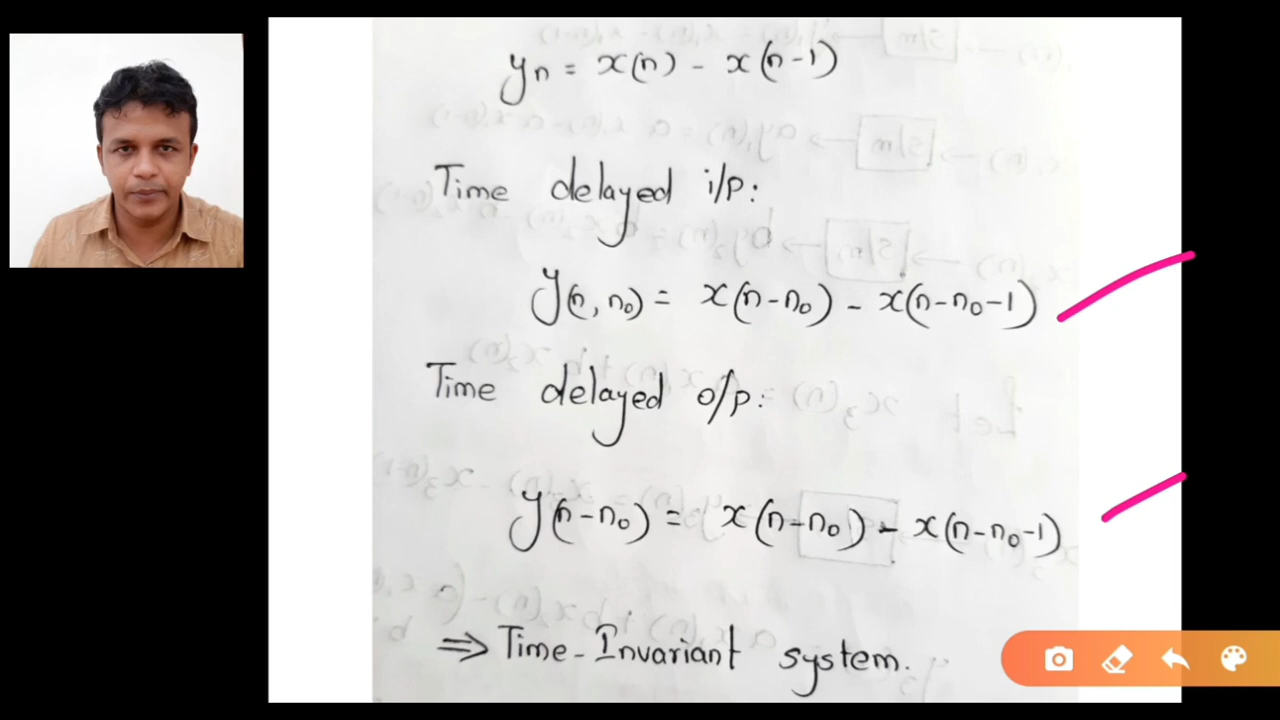 yn = x(n) - x(n-1)
Time delayed i/p:
y(n, n₀) = x(n-n₀) - x(n-n₀-1)
Time delayed o/p:
y(n-n₀) = x(n-n₀) - x(n-n₀-1)
⇒ Time-Invariant system.